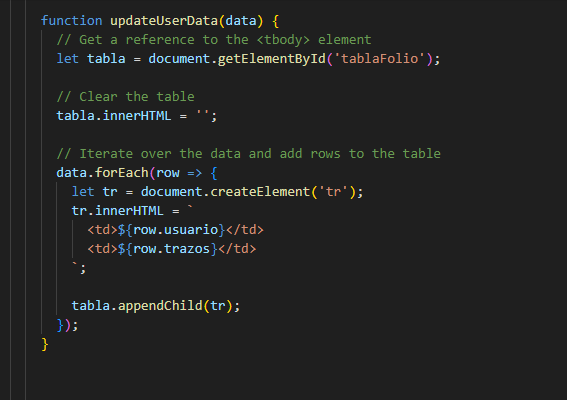 function updateUserData(data) {
// Get a reference to the <tbody> element
let tabla = document.getElementById('tablaFolio');
// Clear the table
tabla.innerHTML = '';
// Iterate over the data and add rows to the table
data.forEach(row => {
let tr = document.createElement('tr');
tr.innerHTML = `
<td>${row.usuario}</td>
<td>${row.trazos}</td>
`;
tabla.appendChild(tr);
});
}